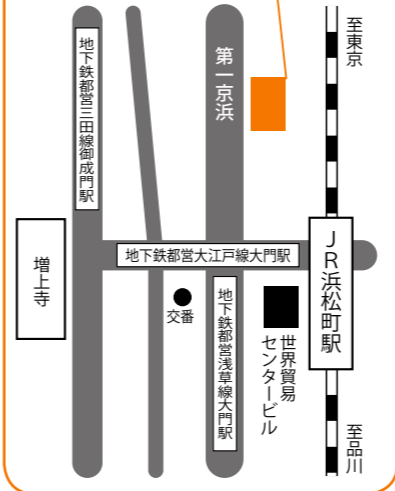 至東京
第一京浜
地下鉄都営三田線御成門駅
JR浜松町駅
増上寺
地下鉄都営大江戸線大門駅
交番
地下鉄都営浅草線大門駅
世界貿易
センタービル
至品川